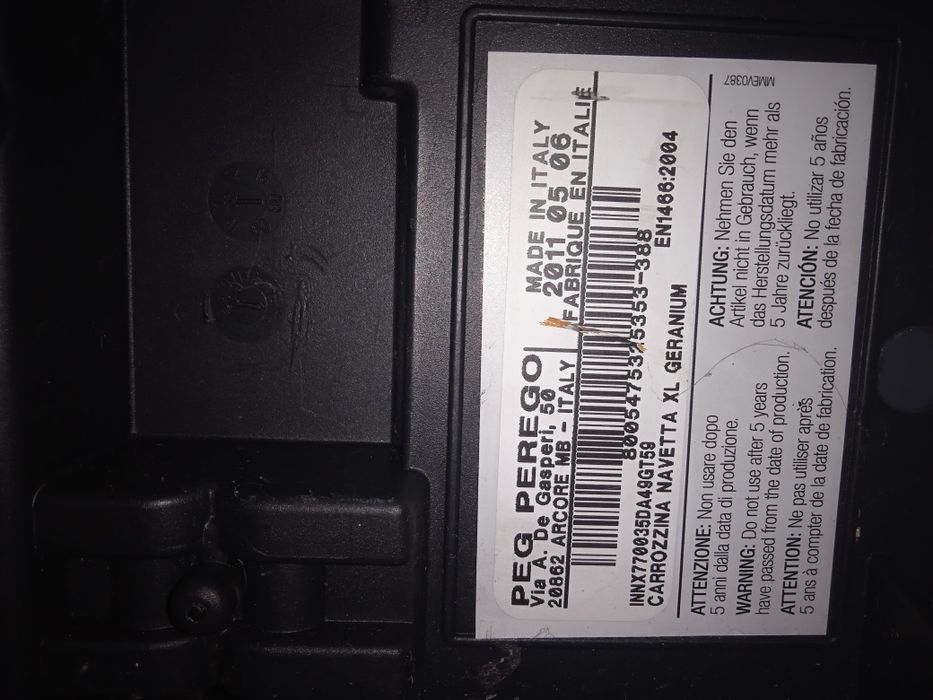 PEG PEREGO
Via A. De Gasperi, 50
20862 ARCORE MB - ITALY
MADE IN ITALY
2011 05 06
FABRIQUE EN ITALIE
8005475325353-388
INNX770035DA49GT59
EN1466:2004
CARROZZINA NAVETTA XL GERANIUM
MMEV0387
ATTENZIONE: Non usare dopo
5 anni dalla data di produzione.
WARNING: Do not use after 5 years
have passed from the date of production.
ATTENTION: Ne pas utiliser après
5 ans à compter de la date de fabrication.
ACHTUNG: Nehmen Sie den
Artikel nicht in Gebrauch, wenn
das Herstellungsdatum mehr als
5 Jahre zurückliegt.
ATENCIÓN: No utilizar 5 años
después de la fecha de fabricación.